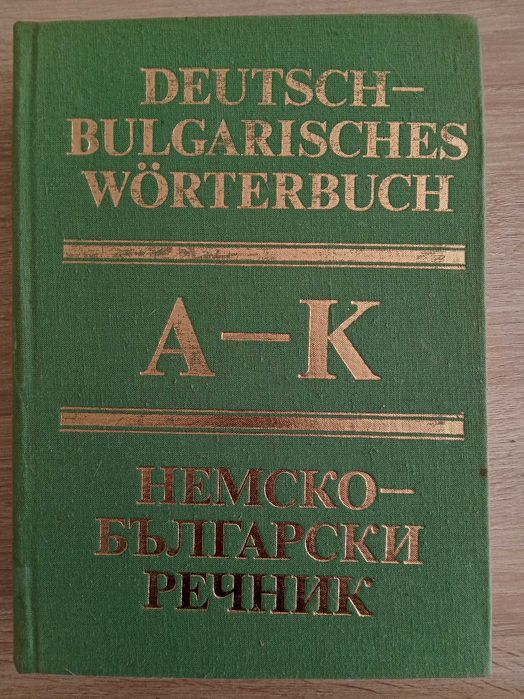 DEUTSCH–
BULGARISCHES
WÖRTERBUCH
A–K
НЕМСКО–
БЪЛГАРСКИ
РЕЧНИК